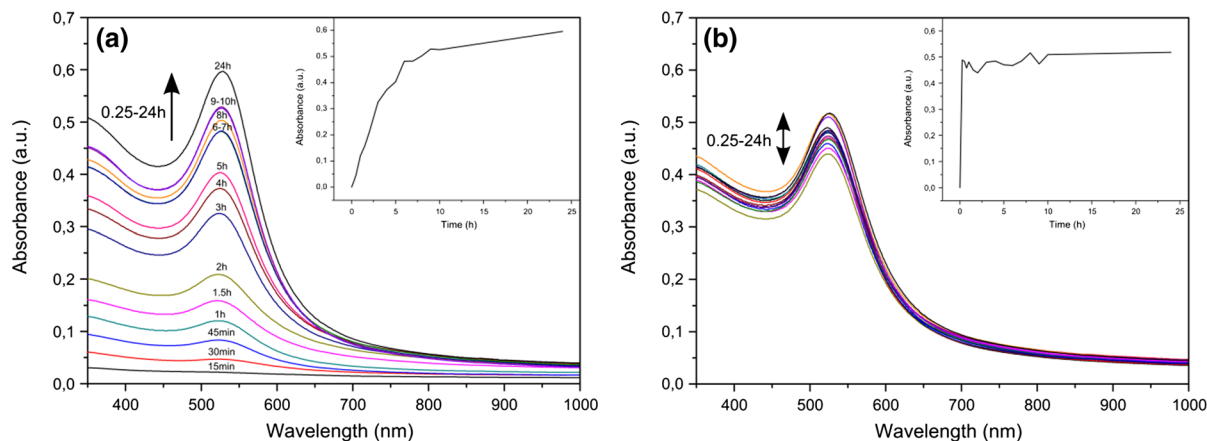 (a)
0,7
0,6
0,5
0,4
0,3
0,2
0,1
0,0
Absorbance (a.u.)
400 500 600 700 800 900 1000
Wavelength (nm)
0.25-24h
24h
9-10h
8h
6-7h
5h
4h
3h
2h
1.5h
1h
45min
30min
15min
0,6
0,5
0,4
0,3
0,2
0,1
0,0
Absorbance (a.u.)
0 5 10 15 20 25
Time (h)
(b)
0,7
0,6
0,5
0,4
0,3
0,2
0,1
0,0
Absorbance (a.u.)
400 500 600 700 800 900 1000
Wavelength (nm)
0.25-24h
0,6
0,5
0,4
0,3
0,2
0,1
0,0
Absorbance (a.u.)
0 5 10 15 20 25
Time (h)